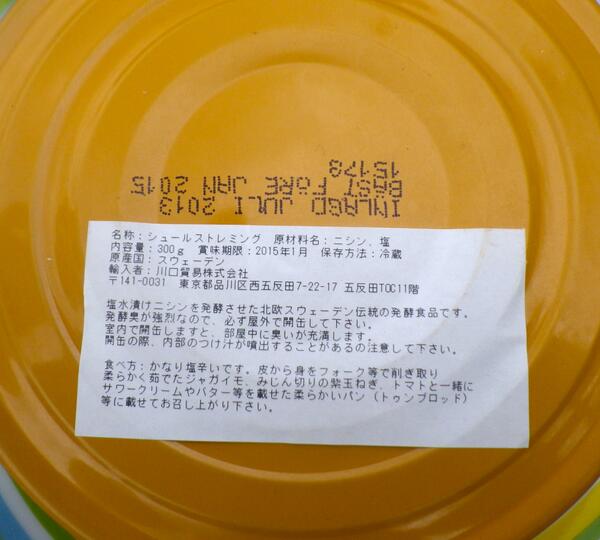 INLAGD JULI 2013
BÄST FÖRE JAN 2015
15178
名称：シュールストレミング　原材料名：ニシン、塩
内容量：300ｇ　賞味期限：2015年1月　保存方法：冷蔵
原産国：スウェーデン
輸入者：川口貿易株式会社
〒141-0031　東京都品川区西五反田7-22-17　五反田TOC11階
塩水漬けニシンを発酵させた北欧スウェーデン伝統の発酵食品です。
発酵臭が強烈なので、必ず屋外で開缶して下さい。
室内で開缶しますと、部屋中に臭いが充満します。
開缶の際、内部のつけ汁が噴出することがあるの注意して下さい。
食べ方：かなり塩辛いです。皮から身をフォーク等で削ぎ取り
柔らかく茹でたジャガイモ、みじん切りの紫玉ねぎ、トマトと一緒に
サワークリームやバター等を載せた柔らかいパン（トゥンブロッド）
等に載せてお召し上がり下さい。